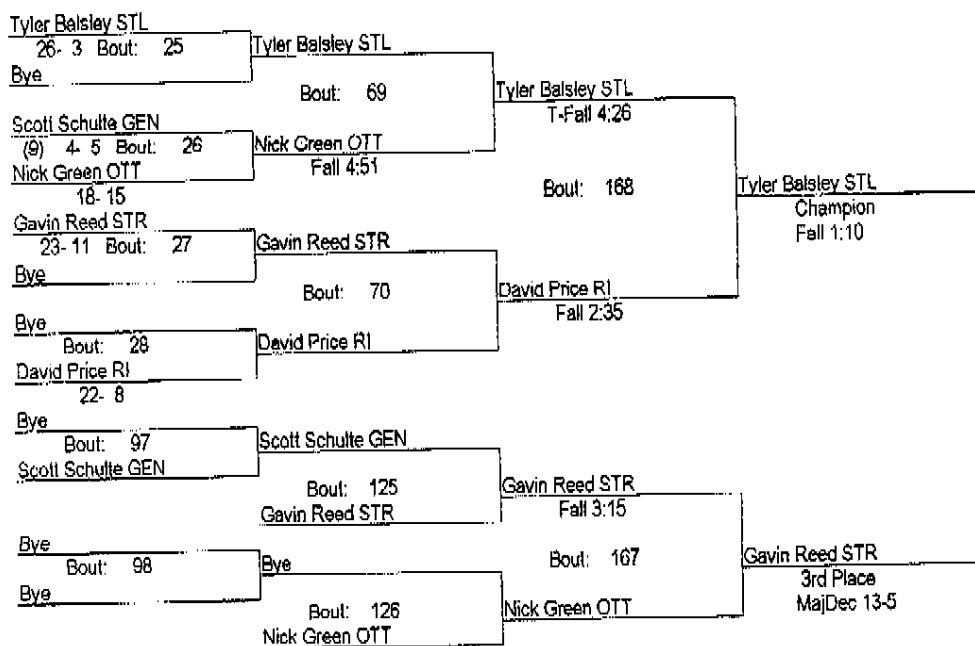 Tyler Balsley STL
26- 3 Bout: 25
Bye
Tyler Balsley STL
Bout: 69
Scott Schulte GEN
(9) 4- 5 Bout: 26
Nick Green OTT
18- 15
Nick Green OTT
Fall 4:51
Tyler Balsley STL
T-Fall 4:26
Gavin Reed STR
23- 11 Bout: 27
Bye
Gavin Reed STR
Bout: 70
Bye
Bout: 28
David Price RI
22- 8
David Price RI
David Price RI
Fall 2:35
Bout: 168
Tyler Balsley STL
Champion
Fall 1:10
Bye
Bout: 97
Scott Schulte GEN
Scott Schulte GEN
Bout: 125
Gavin Reed STR
Gavin Reed STR
Fall 3:15
Bye
Bout: 98
Bye
Bye
Bout: 126
Nick Green OTT
Nick Green OTT
Bout: 167
Gavin Reed STR
3rd Place
MajDec 13-5